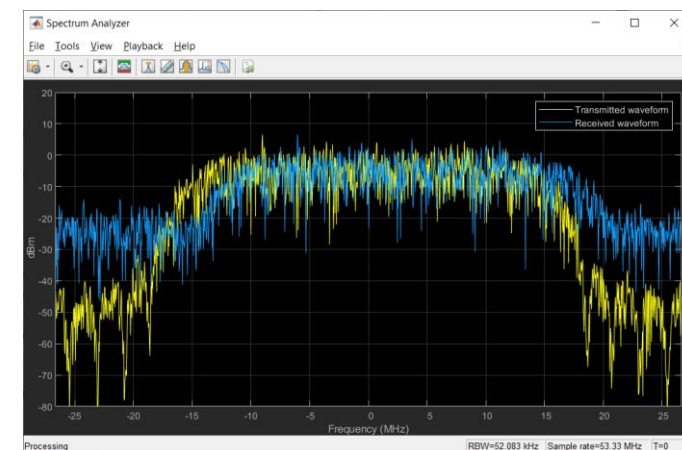 Spectrum Analyzer
File Tools View Playback Help
Transmitted waveform
Received waveform
20
10
0
-10
-20
-30
-40
-50
-60
-70
-80
dBm
-25 -20 -15 -10 -5 0 5 10 15 20 25
Frequency (MHz)
Processing RBW=52.083 kHz Sample rate=53.33 MHz T=0